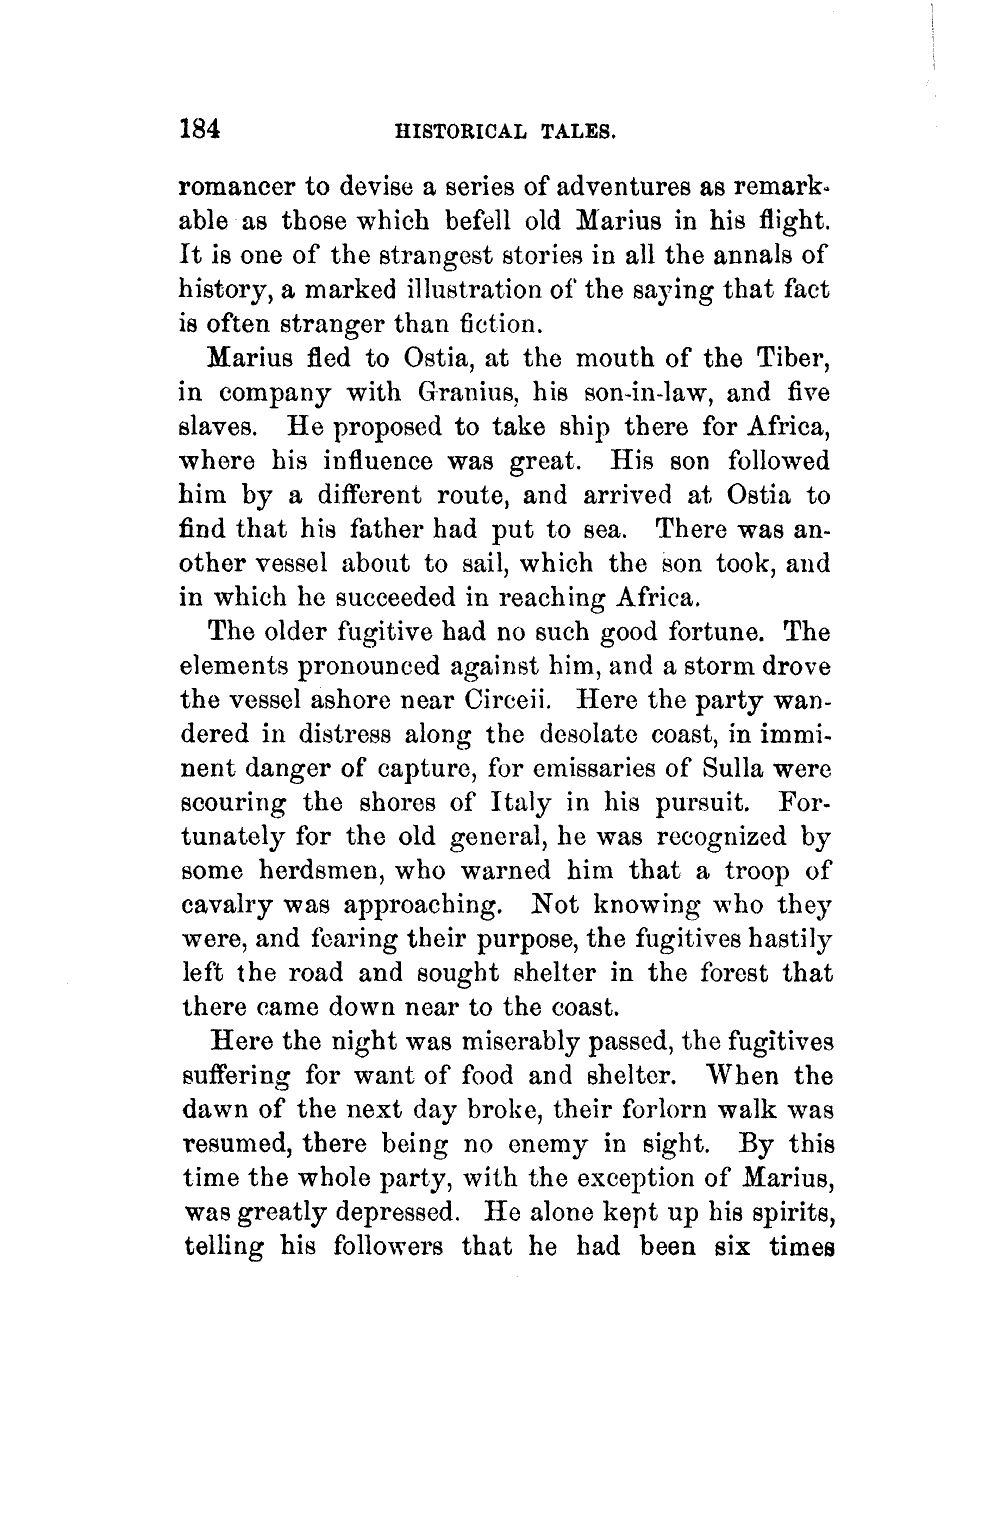 184 HISTORICAL TALES.
romancer to devise a series of adventures as remark-
able as those which befell old Marius in his flight.
It is one of the strangest stories in all the annals of
history, a marked illustration of the saying that fact
is often stranger than fiction.
Marius fled to Ostia, at the mouth of the Tiber,
in company with Granius, his son-in-law, and five
slaves. He proposed to take ship there for Africa,
where his influence was great. His son followed
him by a different route, and arrived at Ostia to
find that his father had put to sea. There was an-
other vessel about to sail, which the son took, and
in which he succeeded in reaching Africa.
The older fugitive had no such good fortune. The
elements pronounced against him, and a storm drove
the vessel ashore near Circeii. Here the party wan-
dered in distress along the desolate coast, in immi-
nent danger of capture, for emissaries of Sulla were
scouring the shores of Italy in his pursuit. For-
tunately for the old general, he was recognized by
some herdsmen, who warned him that a troop of
cavalry was approaching. Not knowing who they
were, and fearing their purpose, the fugitives hastily
left the road and sought shelter in the forest that
there came down near to the coast.
Here the night was miserably passed, the fugitives
suffering for want of food and shelter. When the
dawn of the next day broke, their forlorn walk was
resumed, there being no enemy in sight. By this
time the whole party, with the exception of Marius,
was greatly depressed. He alone kept up his spirits,
telling his followers that he had been six times